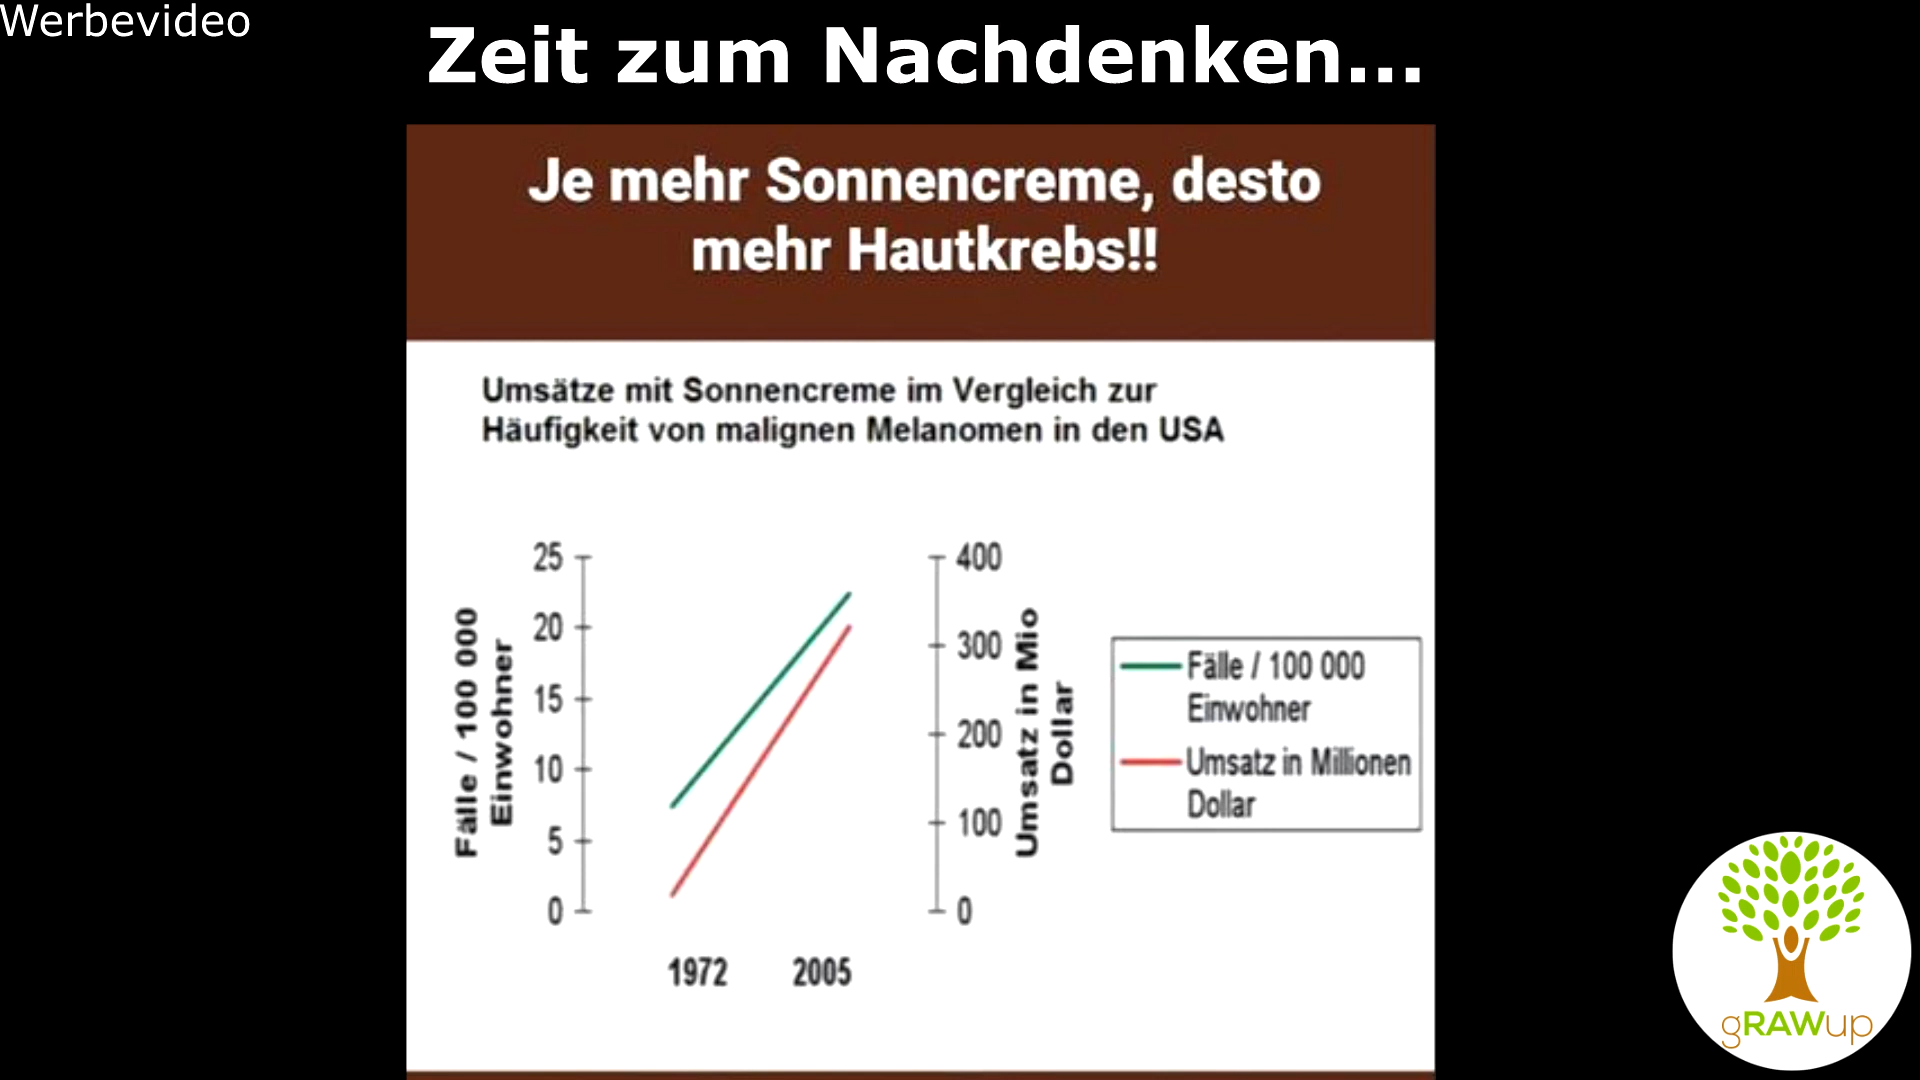 Werbevideo
Zeit zum Nachdenken...
Je mehr Sonnencreme, desto
mehr Hautkrebs!!
Umsätze mit Sonnencreme im Vergleich zur
Häufigkeit von malignen Melanomen in den USA
Fälle / 100 000
Einwohner
25
20
15
10
5
0
400
300
200
100
0
Umsatz in Mio
Dollar
1972
2005
Fälle / 100 000
Einwohner
Umsatz in Millionen
Dollar
gRAWup